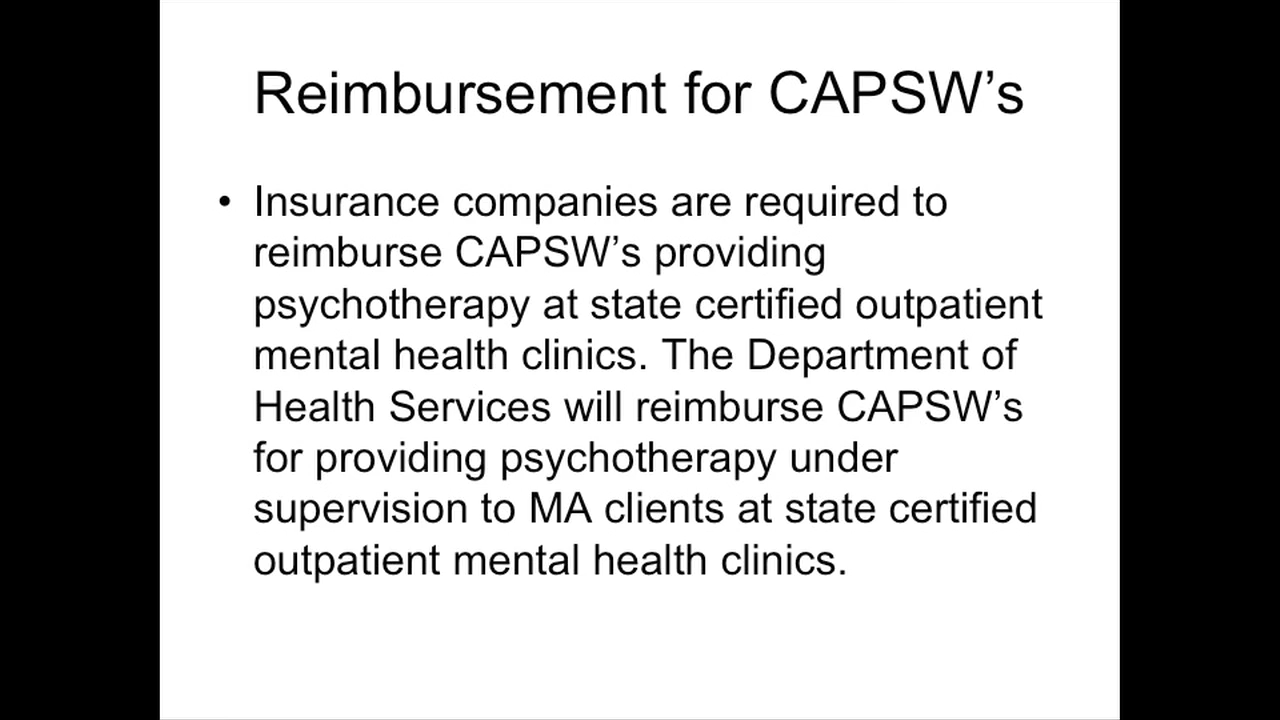 Reimbursement for CAPSW’s
• Insurance companies are required to
reimburse CAPSW’s providing
psychotherapy at state certified outpatient
mental health clinics. The Department of
Health Services will reimburse CAPSW’s
for providing psychotherapy under
supervision to MA clients at state certified
outpatient mental health clinics.